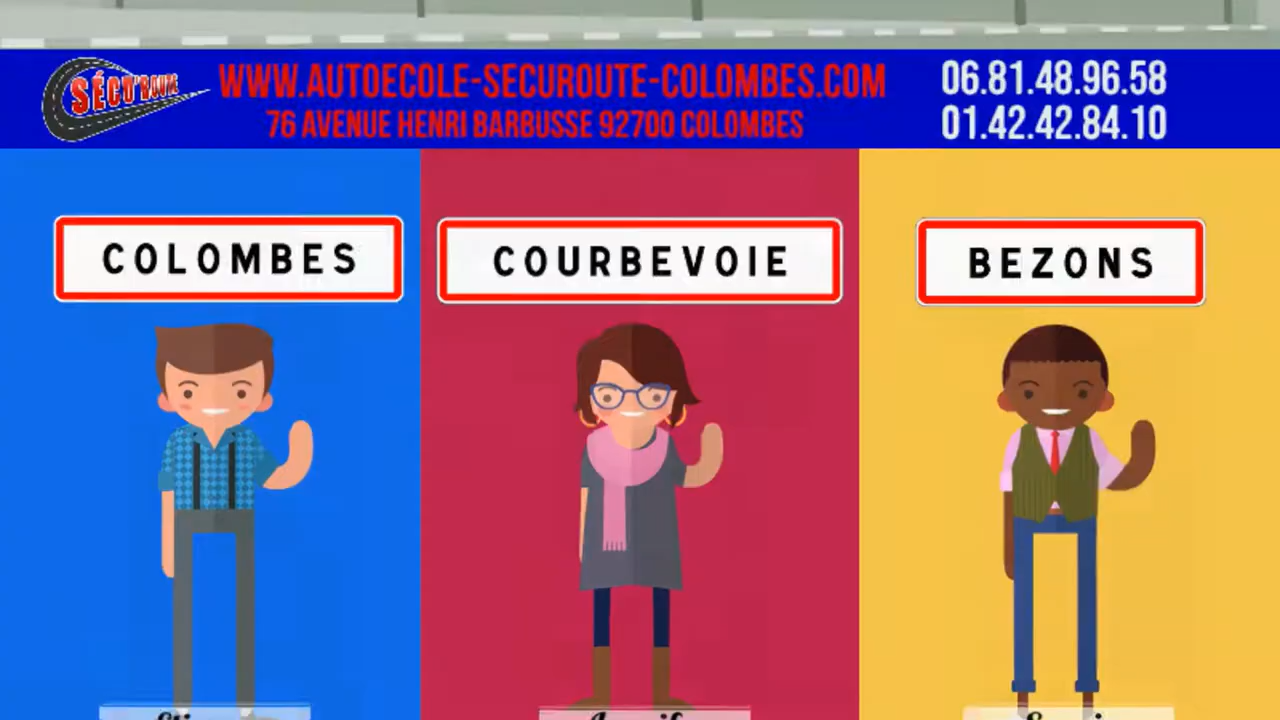 SÉCU'ROUTE
WWW.AUTOECOLE-SECUROUTE-COLOMBES.COM
76 AVENUE HENRI BARBUSSE 92700 COLOMBES
06.81.48.96.58
01.42.42.84.10
COLOMBES
COURBEVOIE
BEZONS